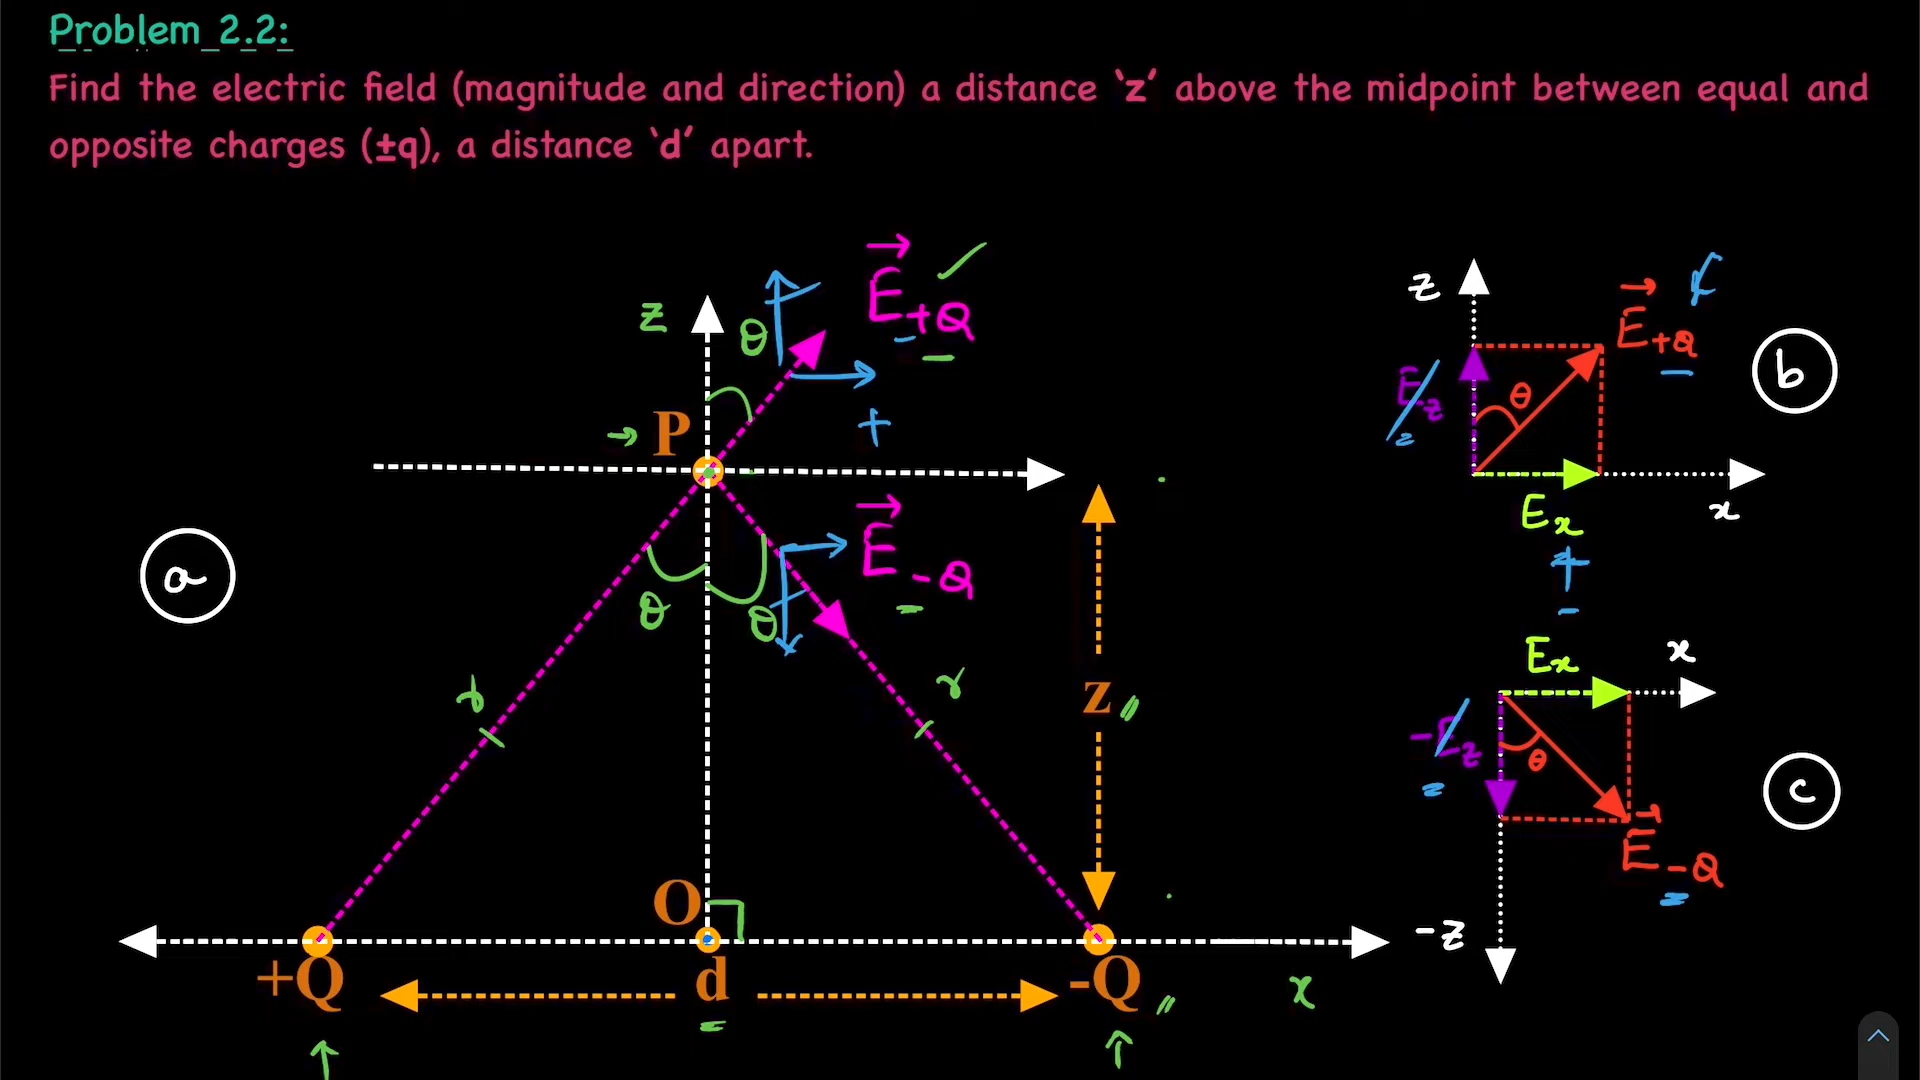 Problem 2.2:
Find the electric field (magnitude and direction) a distance ‘z’ above the midpoint between equal and
opposite charges (±q), a distance ‘d’ apart.
z
θ
E+Q
+
P
E-Q
θ
θ
r
r
z
a
O
+Q
d
-Q
x
z
E+Q
Ez
θ
b
Ex
x
+
Ex
x
-Ez
θ
c
E-Q
-z